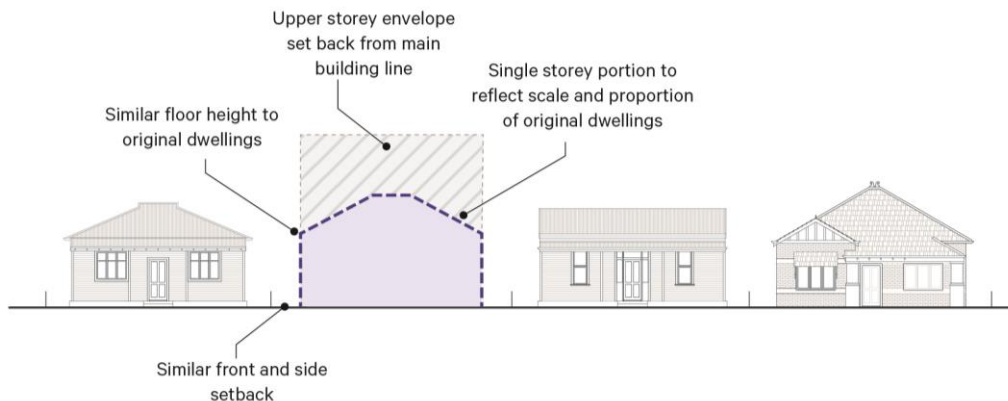 Upper storey envelope
set back from main
building line
Single storey portion to
reflect scale and proportion
of original dwellings
Similar floor height to
original dwellings
Similar front and side
setback